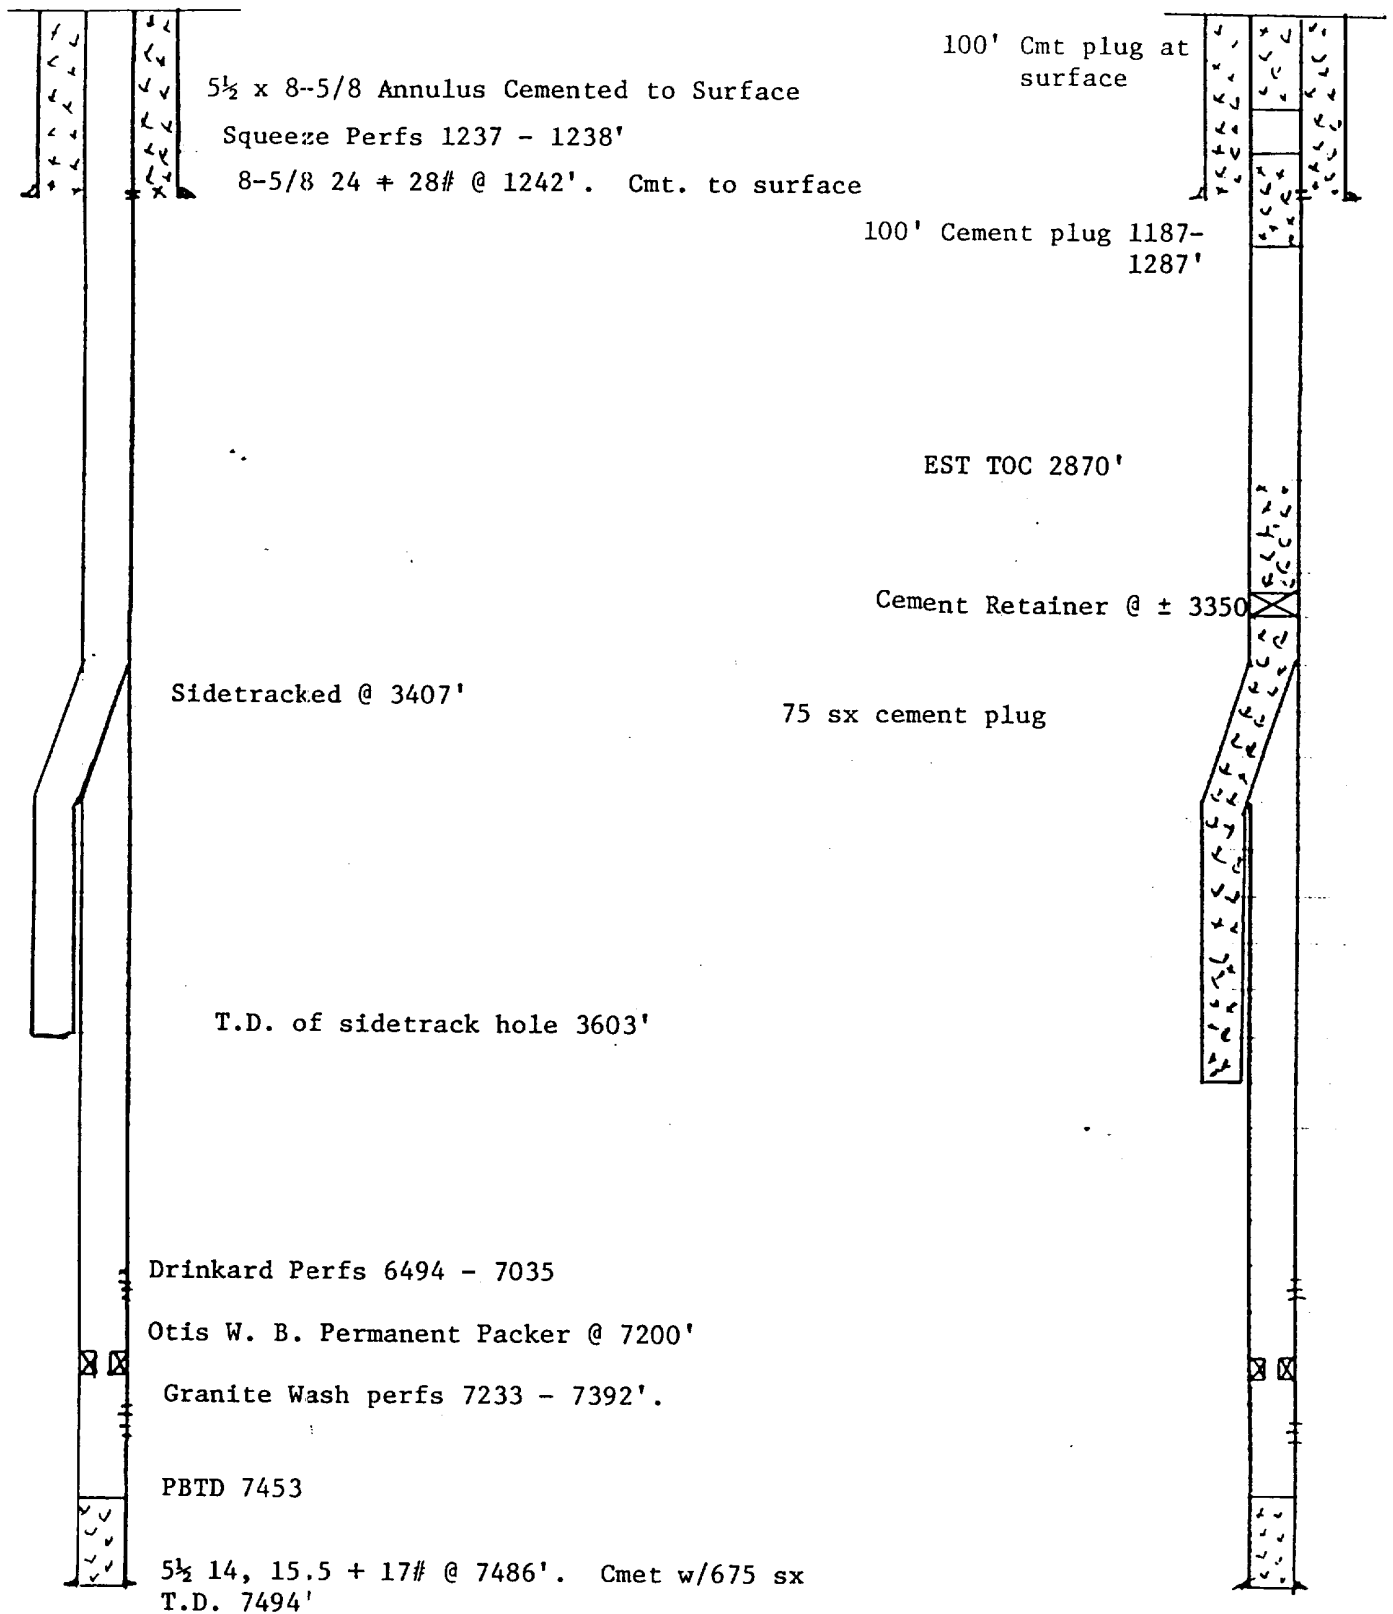 100' Cmt plug at
surface
5½ x 8-5/8 Annulus Cemented to Surface
Squeeze Perfs 1237 - 1238'
8-5/8 24 + 28# @ 1242'. Cmt. to surface
100' Cement plug 1187-
1287'
EST TOC 2870'
Cement Retainer @ ± 3350
Sidetracked @ 3407'
75 sx cement plug
T.D. of sidetrack hole 3603'
Drinkard Perfs 6494 - 7035
Otis W. B. Permanent Packer @ 7200'
Granite Wash perfs 7233 - 7392'.
PBTD 7453
5½ 14, 15.5 + 17# @ 7486'. Cmet w/675 sx
T.D. 7494'